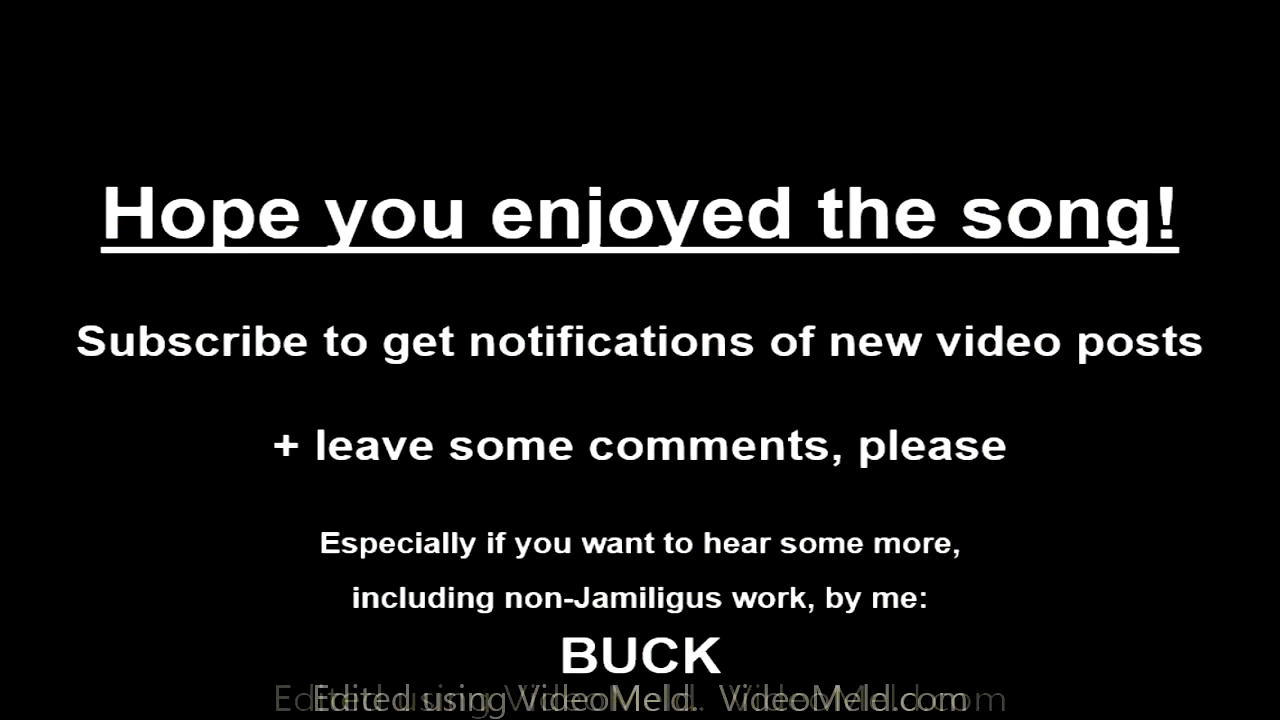 Hope you enjoyed the song!
Subscribe to get notifications of new video posts
+ leave some comments, please
Especially if you want to hear some more,
including non-Jamiligus work, by me:
BUCK
Edited using VideoMeld. VideoMeld.com